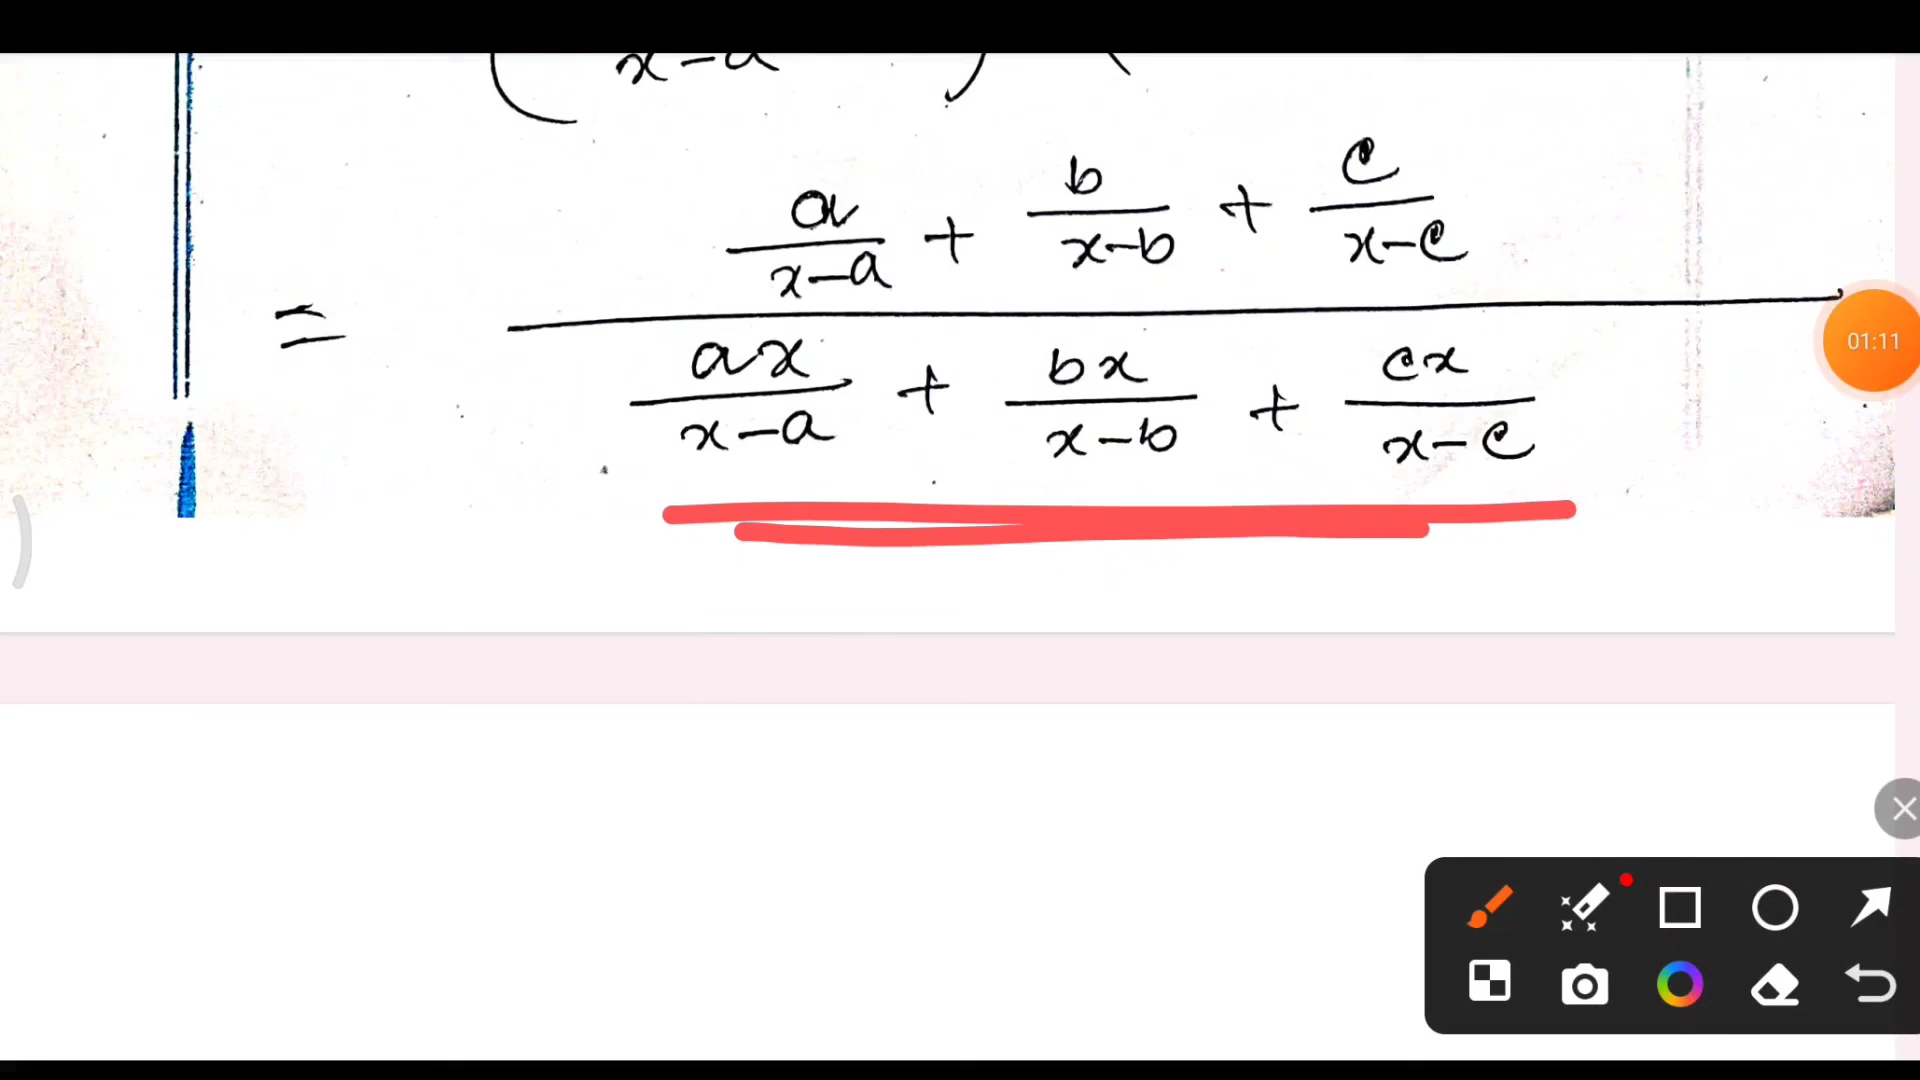 x-a
a/(x-a) + b/(x-b) + c/(x-c)
=
ax/(x-a) + bx/(x-b) + cx/(x-c)
01:11